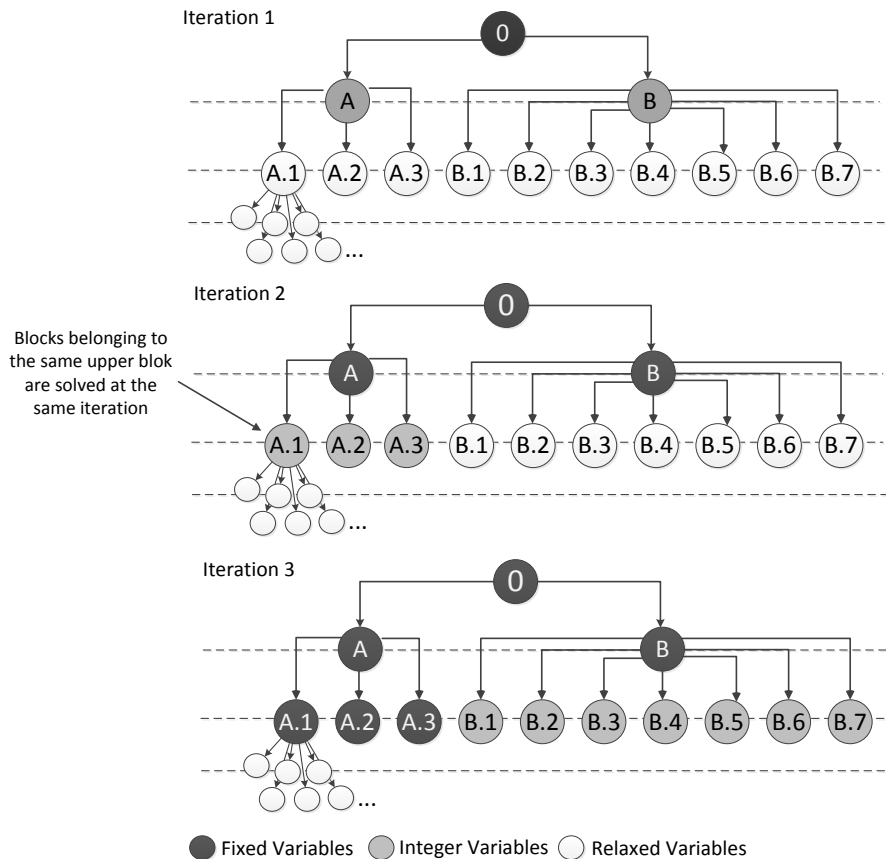 Iteration 1
0
A B
A.1 A.2 A.3 B.1 B.2 B.3 B.4 B.5 B.6 B.7
...
Iteration 2
0
Blocks belonging to
the same upper blok
are solved at the
same iteration
A B
A.1 A.2 A.3 B.1 B.2 B.3 B.4 B.5 B.6 B.7
...
Iteration 3
0
A B
A.1 A.2 A.3 B.1 B.2 B.3 B.4 B.5 B.6 B.7
...
Fixed Variables Integer Variables Relaxed Variables